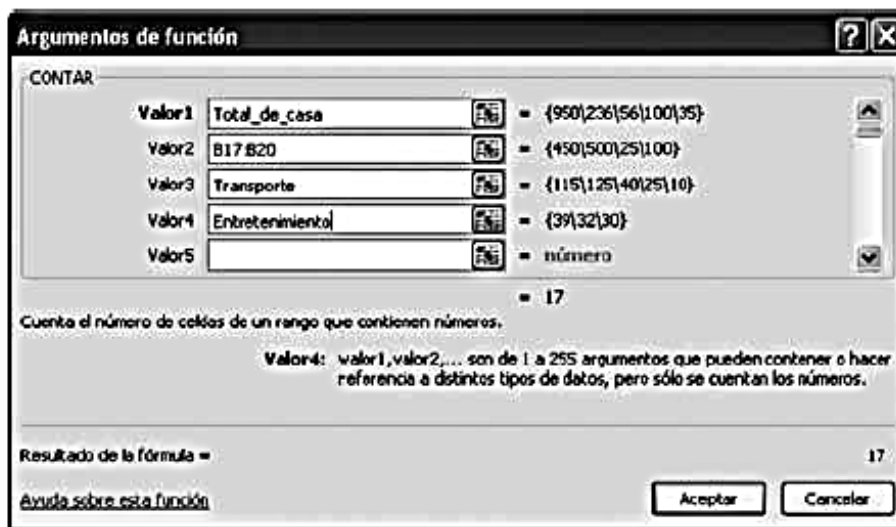 Argumentos de función
CONTAR
Valor1 Total_de_casa = {950\236\56\100\35}
Valor2 B17:B20 = {450\500\25\100}
Valor3 Transporte = {115\125\40\25\10}
Valor4 Entretenimiento = {39\32\30}
Valor5 = número
= 17
Cuenta el número de celdas de un rango que contienen números.
Valor4: valor1,valor2,... son de 1 a 255 argumentos que pueden contener o hacer
referencia a distintos tipos de datos, pero sólo se cuentan los números.
Resultado de la fórmula = 17
Ayuda sobre esta función Aceptar Cancelar